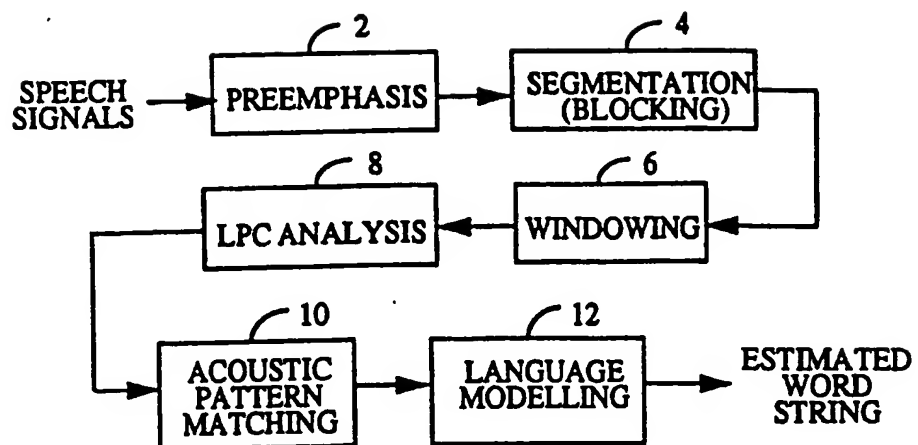 2
4
SPEECH
SIGNALS
PREEMPHASIS
SEGMENTATION
(BLOCKING)
8
6
LPC ANALYSIS
WINDOWING
10
12
ACOUSTIC
PATTERN
MATCHING
LANGUAGE
MODELLING
ESTIMATED
WORD
STRING